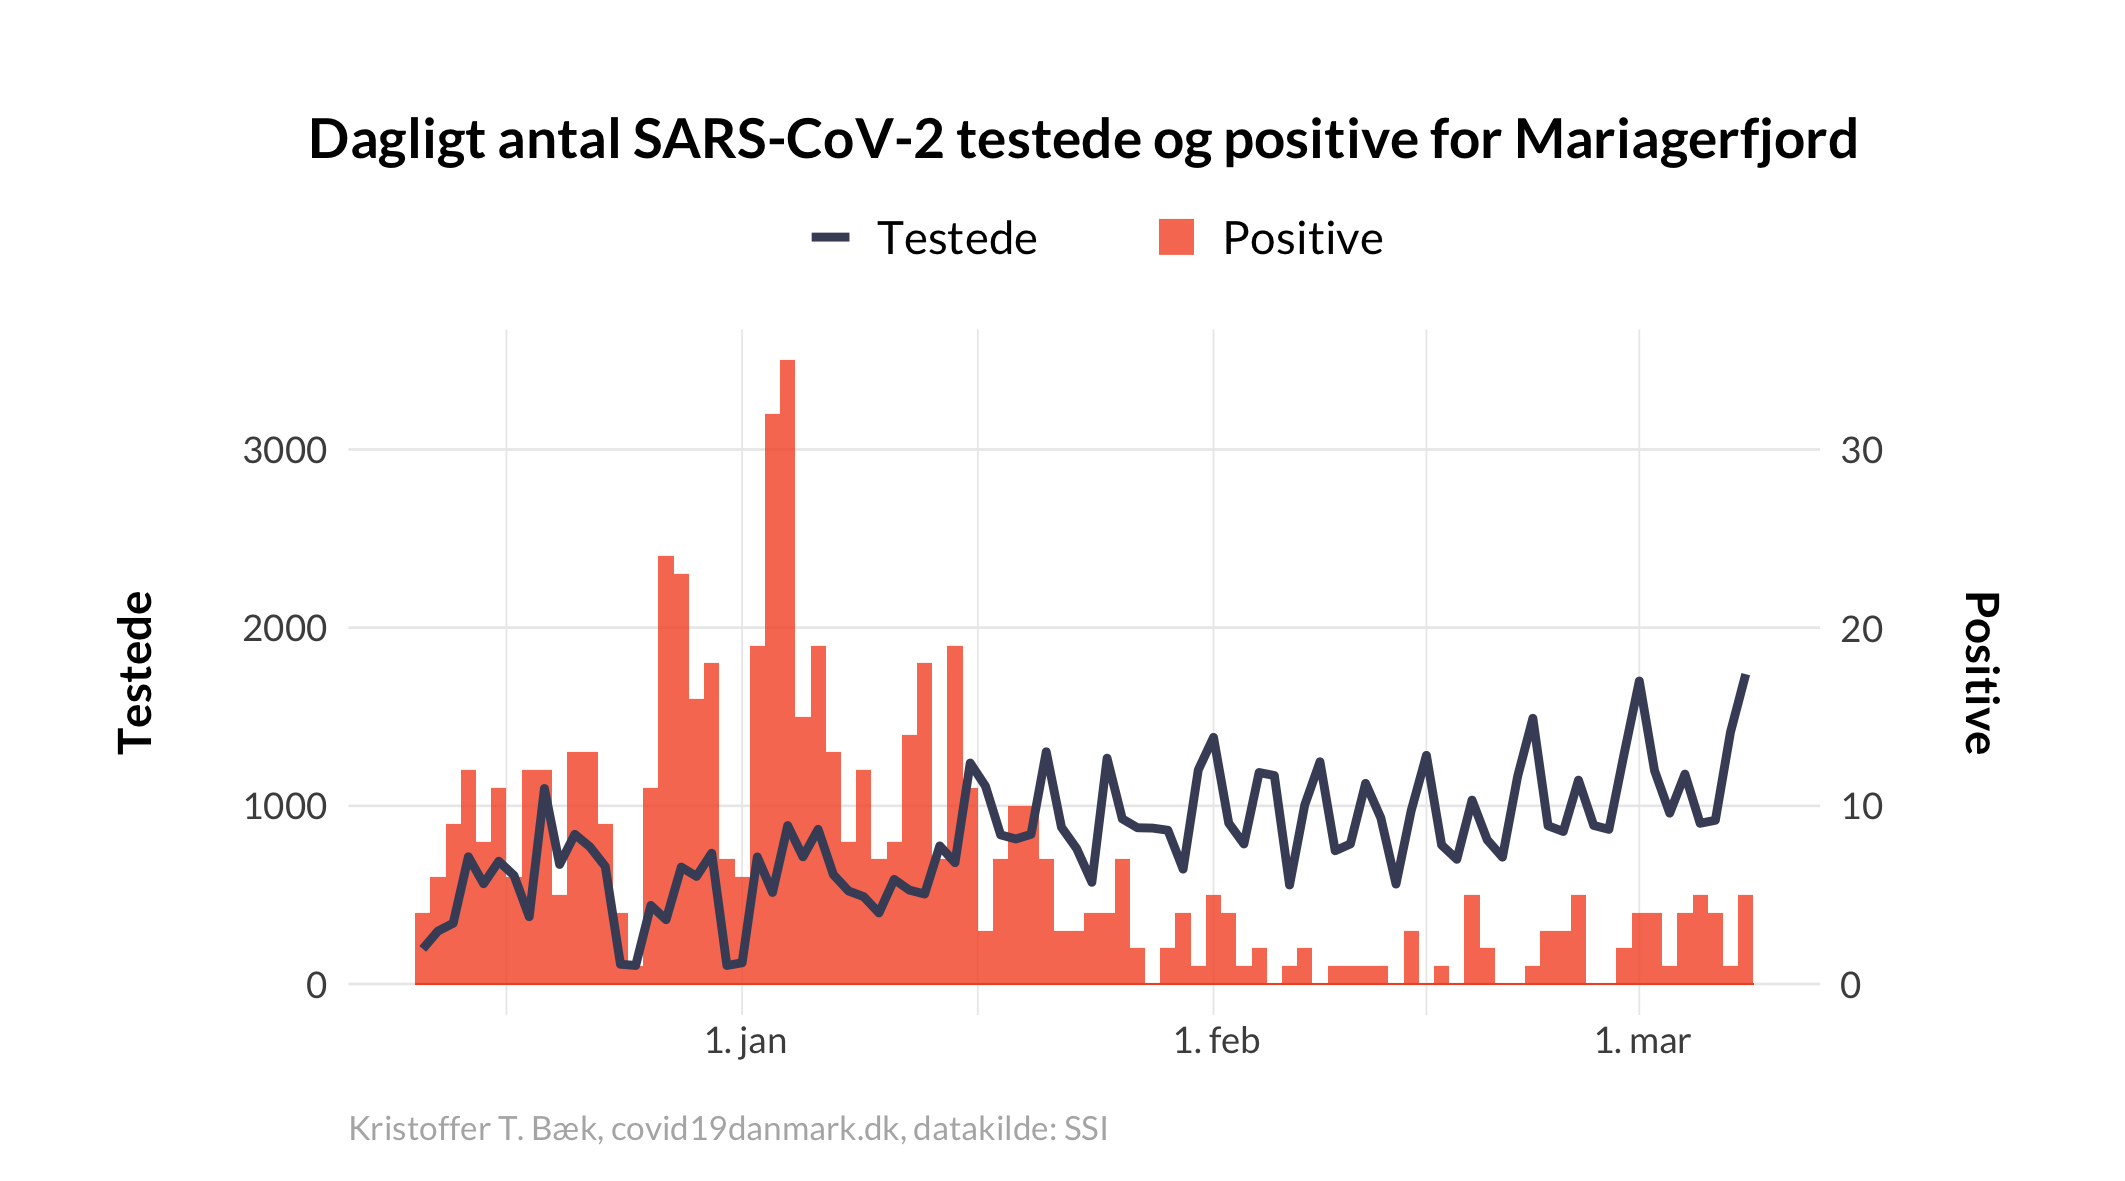 Dagligt antal SARS-CoV-2 testede og positive for Mariagerfjord
Testede
Positive
3000
2000
1000
0
30
20
10
0
Testede
Positive
1. jan
1. feb
1. mar
Kristoffer T. Bæk, covid19danmark.dk, datakilde: SSI